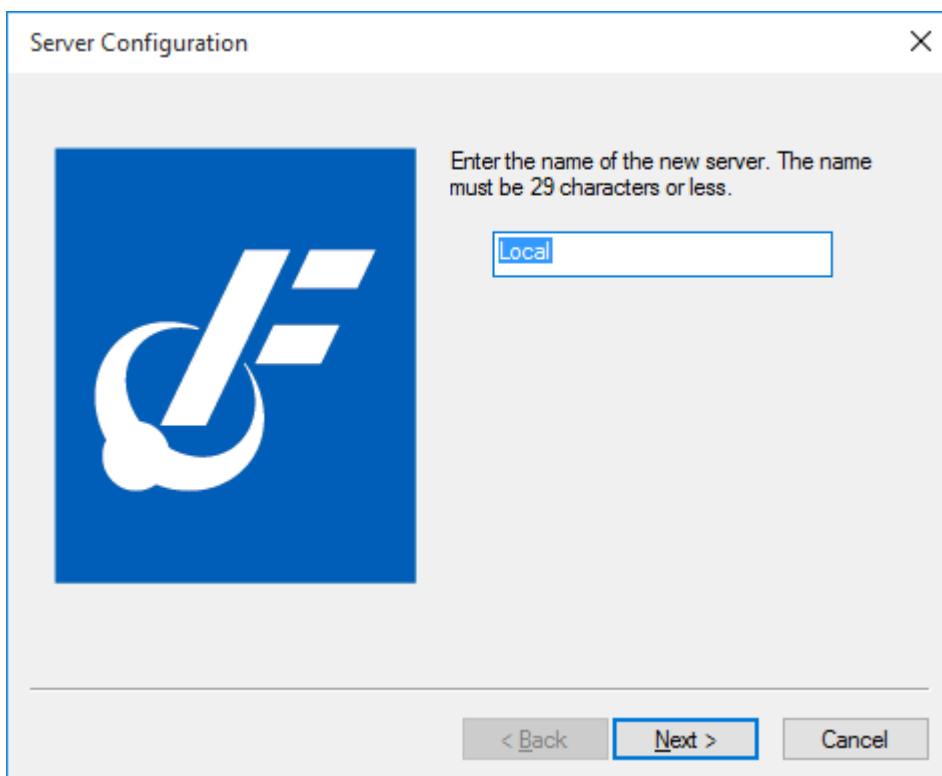 Server Configuration
Enter the name of the new server. The name
must be 29 characters or less.
Local
< Back
Next >
Cancel